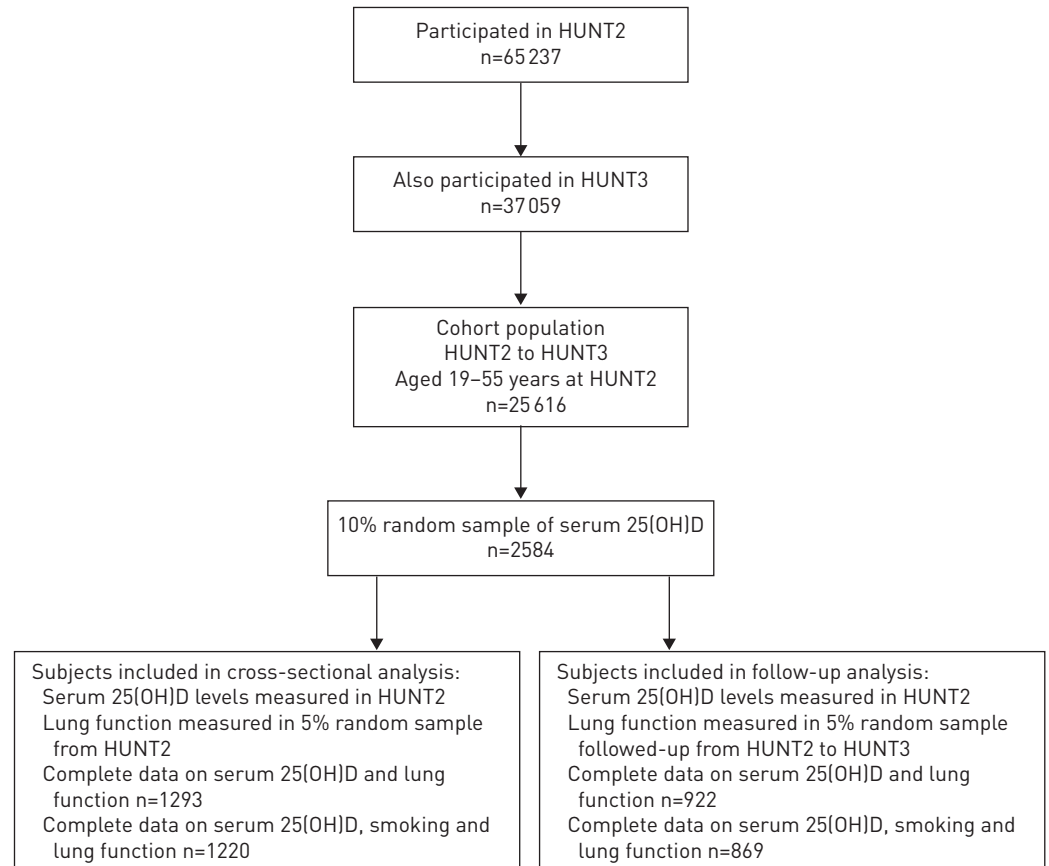 Participated in HUNT2
n=65 237
Also participated in HUNT3
n=37 059
Cohort population
HUNT2 to HUNT3
Aged 19–55 years at HUNT2
n=25 616
10% random sample of serum 25(OH)D
n=2584
Subjects included in cross-sectional analysis:
Serum 25(OH)D levels measured in HUNT2
Lung function measured in 5% random sample
from HUNT2
Complete data on serum 25(OH)D and lung
function n=1293
Complete data on serum 25(OH)D, smoking and
lung function n=1220
Subjects included in follow-up analysis:
Serum 25(OH)D levels measured in HUNT2
Lung function measured in 5% random sample
followed-up from HUNT2 to HUNT3
Complete data on serum 25(OH)D and lung
function n=922
Complete data on serum 25(OH)D, smoking and
lung function n=869